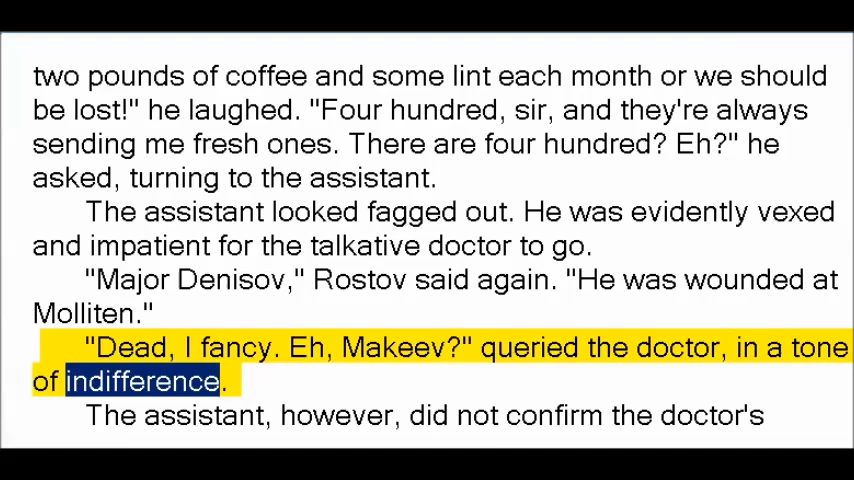 two pounds of coffee and some lint each month or we should
be lost!" he laughed. "Four hundred, sir, and they're always
sending me fresh ones. There are four hundred? Eh?" he
asked, turning to the assistant.
The assistant looked fagged out. He was evidently vexed
and impatient for the talkative doctor to go.
"Major Denisov," Rostov said again. "He was wounded at
Molliten."
"Dead, I fancy. Eh, Makeev?" queried the doctor, in a tone
of indifference.
The assistant, however, did not confirm the doctor's